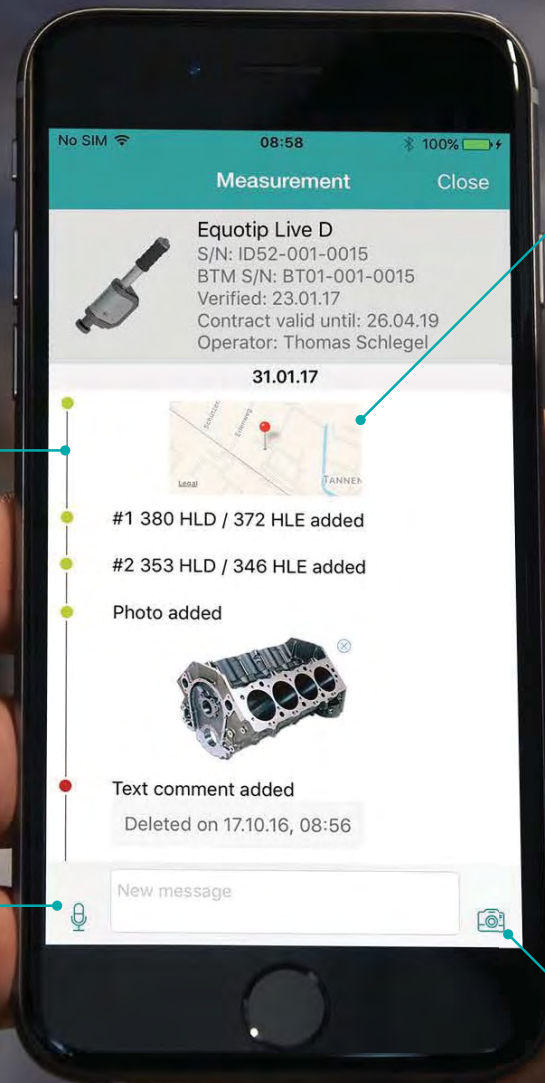 No SIM 08:58 100%
Measurement Close
Equotip Live D
S/N: ID52-001-0015
BTM S/N: BT01-001-0015
Verified: 23.01.17
Contract valid until: 26.04.19
Operator: Thomas Schlegel
31.01.17
Erlenweg
Legal
TANNEN
#1 380 HLD / 372 HLE added
#2 353 HLD / 346 HLE added
Photo added
Text comment added
Deleted on 17.10.16, 08:56
New message